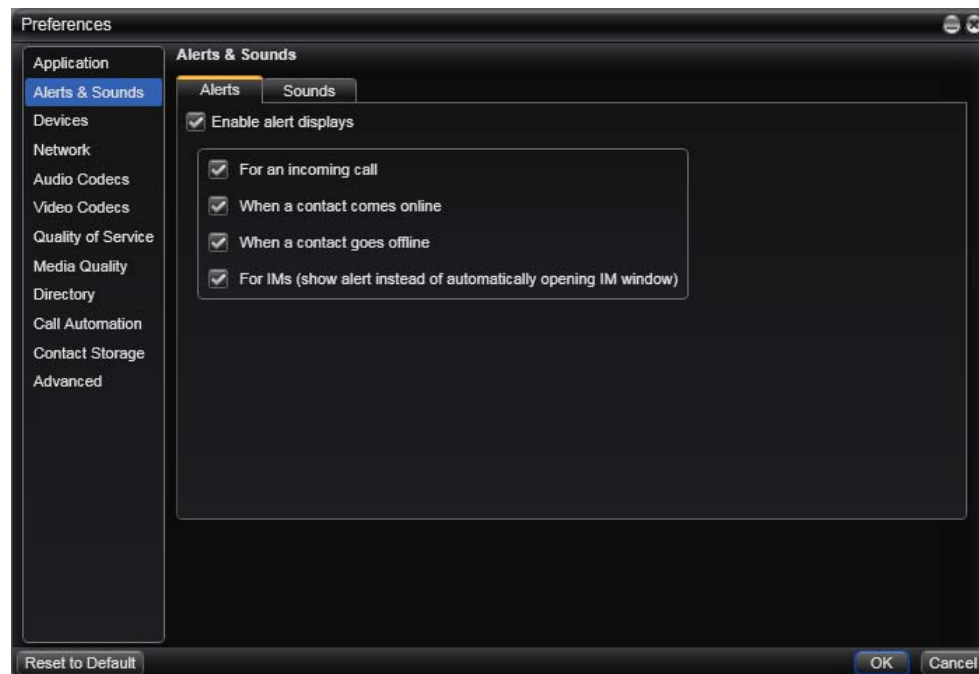 Preferences
Application
Alerts & Sounds
Devices
Network
Audio Codecs
Video Codecs
Quality of Service
Media Quality
Directory
Call Automation
Contact Storage
Advanced
Alerts & Sounds
Alerts
Sounds
Enable alert displays
For an incoming call
When a contact comes online
When a contact goes offline
For IMs (show alert instead of automatically opening IM window)
Reset to Default
OK
Cancel